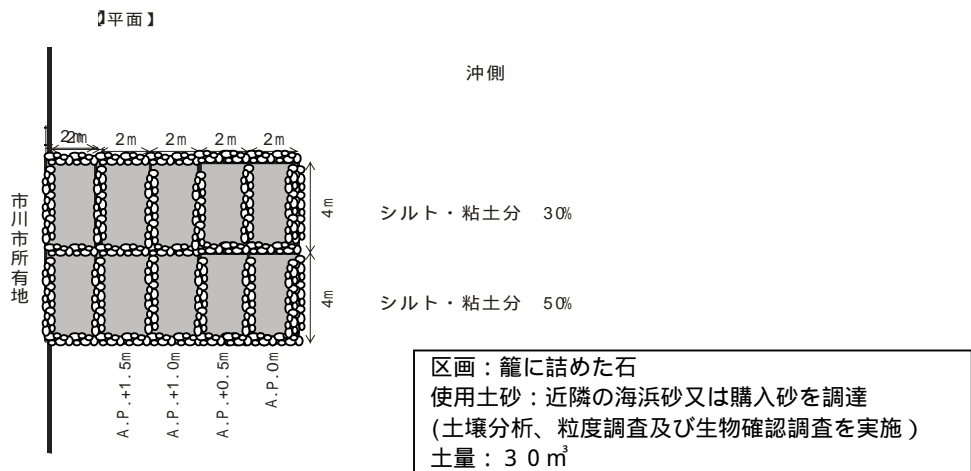 【平面】
沖側
2m 2m 2m 2m 2m
市川市所有地
4m
シルト・粘土分 30%
4m
シルト・粘土分 50%
A.P.+1.5m
A.P.+1.0m
A.P.+0.5m
A.P.0m
区画：籠に詰めた石
使用土砂：近隣の海浜砂又は購入砂を調達
(土壌分析、粒度調査及び生物確認調査を実施)
土量：３０㎥